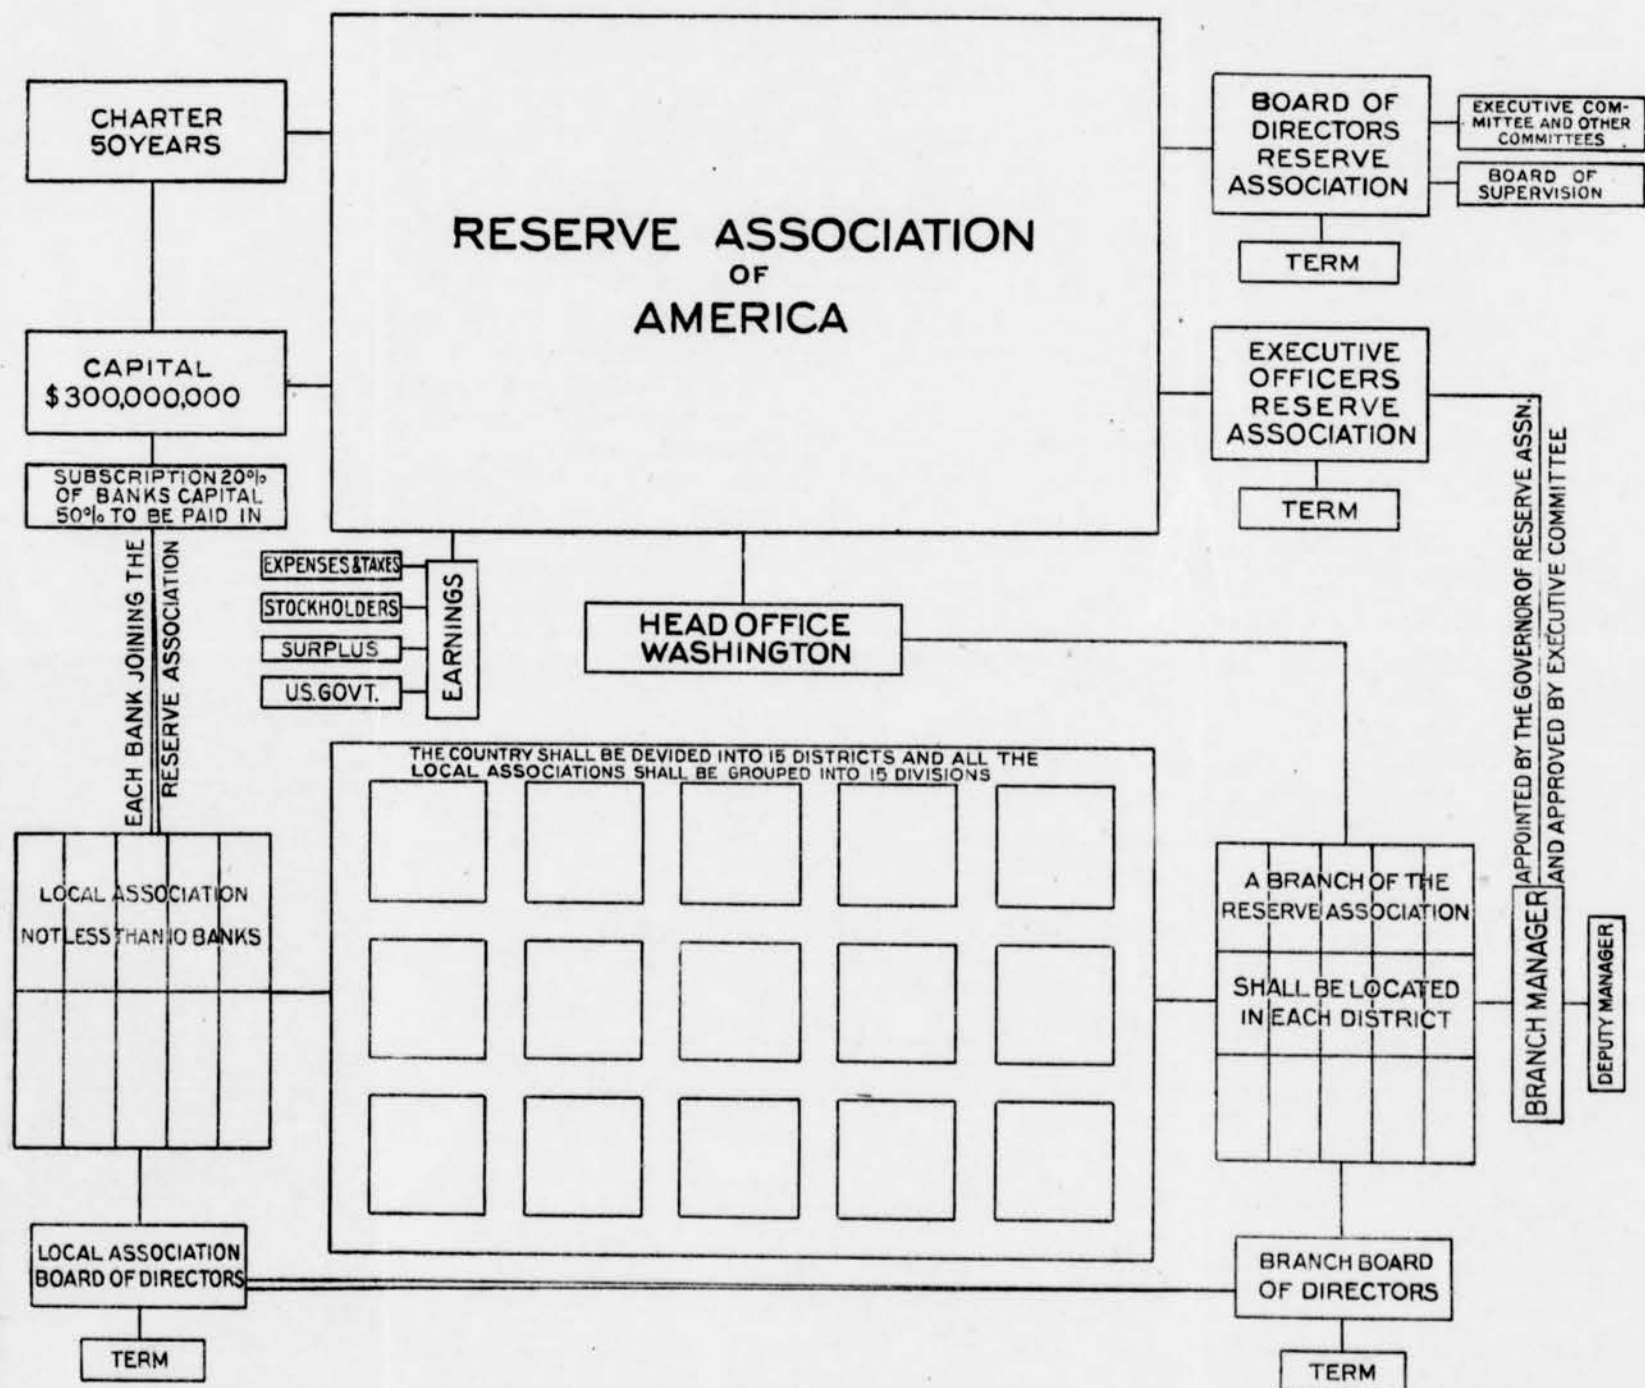 CHARTER
50 YEARS
RESERVE ASSOCIATION
OF
AMERICA
BOARD OF
DIRECTORS
RESERVE
ASSOCIATION
EXECUTIVE COM-
MITTEE AND OTHER
COMMITTEES
BOARD OF
SUPERVISION
TERM
CAPITAL
$300,000,000
EXECUTIVE
OFFICERS
RESERVE
ASSOCIATION
TERM
SUBSCRIPTION 20%
OF BANKS CAPITAL
50% TO BE PAID IN
EACH BANK JOINING THE
RESERVE ASSOCIATION
EXPENSES & TAXES
STOCKHOLDERS
SURPLUS
U.S. GOVT.
EARNINGS
HEAD OFFICE
WASHINGTON
APPOINTED BY THE GOVERNOR OF RESERVE ASSN.
AND APPROVED BY EXECUTIVE COMMITTEE
THE COUNTRY SHALL BE DEVIDED INTO 15 DISTRICTS AND ALL THE
LOCAL ASSOCIATIONS SHALL BE GROUPED INTO 15 DIVISIONS
LOCAL ASSOCIATION
NOT LESS THAN 10 BANKS
A BRANCH OF THE
RESERVE ASSOCIATION
SHALL BE LOCATED
IN EACH DISTRICT
BRANCH MANAGER
DEPUTY MANAGER
LOCAL ASSOCIATION
BOARD OF DIRECTORS
TERM
BRANCH BOARD
OF DIRECTORS
TERM